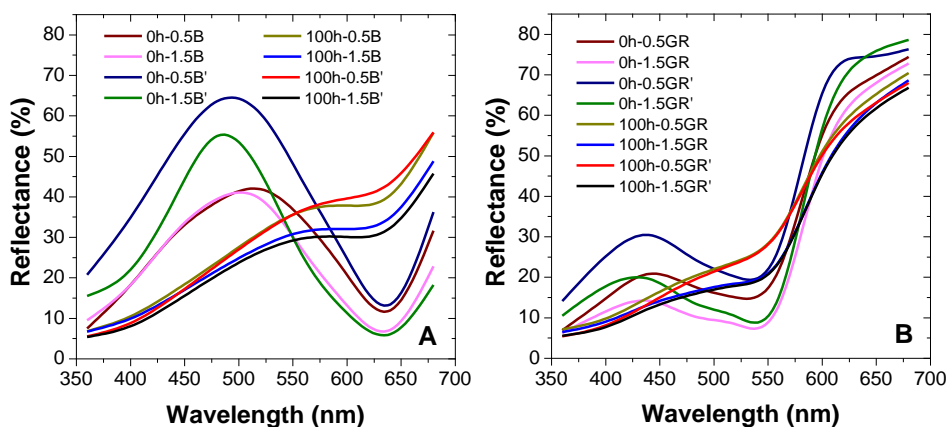 80
70
60
50
40
30
20
10
0
Reflectance (%)
0h-0.5B
0h-1.5B
0h-0.5B'
0h-1.5B'
100h-0.5B
100h-1.5B
100h-0.5B'
100h-1.5B'
A
350 400 450 500 550 600 650 700
Wavelength (nm)
80
70
60
50
40
30
20
10
0
Reflectance (%)
0h-0.5GR
0h-1.5GR
0h-0.5GR'
0h-1.5GR'
100h-0.5GR
100h-1.5GR
100h-0.5GR'
100h-1.5GR'
B
350 400 450 500 550 600 650 700
Wavelength (nm)